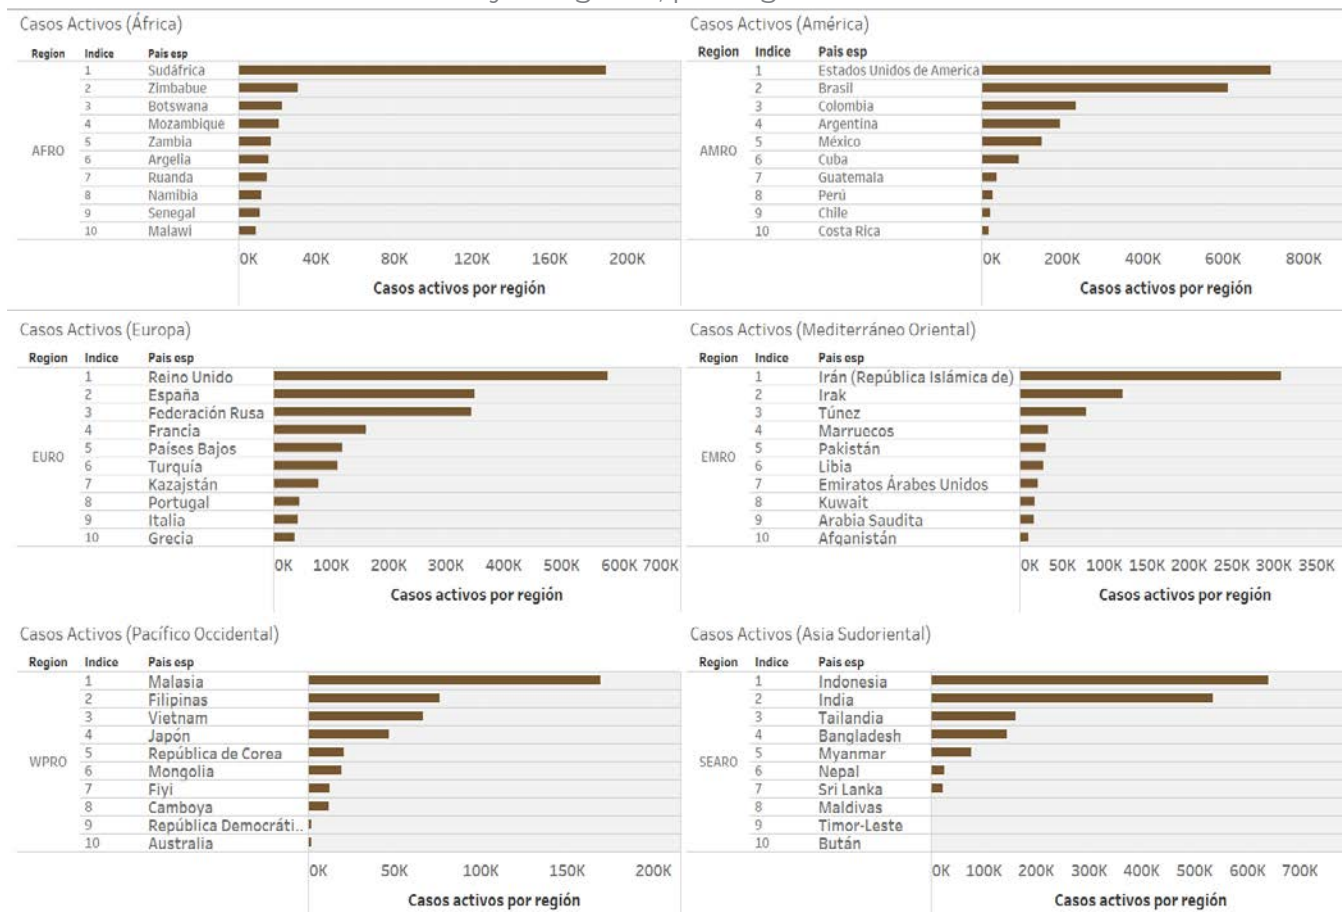 Casos Activos (África)
Region Indice Pais esp
AFRO
1 Sudáfrica
2 Zimbabue
3 Botswana
4 Mozambique
5 Zambia
6 Argelia
7 Ruanda
8 Namibia
9 Senegal
10 Malawi
0K 40K 80K 120K 160K 200K
Casos activos por región
Casos Activos (América)
Region Indice Pais esp
AMRO
1 Estados Unidos de America
2 Brasil
3 Colombia
4 Argentina
5 México
6 Cuba
7 Guatemala
8 Perú
9 Chile
10 Costa Rica
0K 200K 400K 600K 800K
Casos activos por región
Casos Activos (Europa)
Region Indice Pais esp
EURO
1 Reino Unido
2 España
3 Federación Rusa
4 Francia
5 Países Bajos
6 Turquía
7 Kazajstán
8 Portugal
9 Italia
10 Grecia
0K 100K 200K 300K 400K 500K 600K 700K
Casos activos por región
Casos Activos (Mediterráneo Oriental)
Region Indice Pais esp
EMRO
1 Irán (República Islámica de)
2 Irak
3 Túnez
4 Marruecos
5 Pakistán
6 Libia
7 Emiratos Árabes Unidos
8 Kuwait
9 Arabia Saudita
10 Afganistán
0K 50K 100K 150K 200K 250K 300K 350K
Casos activos por región
Casos Activos (Pacífico Occidental)
Region Indice Pais esp
WPRO
1 Malasia
2 Filipinas
3 Vietnam
4 Japón
5 República de Corea
6 Mongolia
7 Fiyi
8 Camboya
9 República Democráti..
10 Australia
0K 50K 100K 150K 200K
Casos activos por región
Casos Activos (Asia Sudoriental)
Region Indice Pais esp
SEARO
1 Indonesia
2 India
3 Tailandia
4 Bangladesh
5 Myanmar
6 Nepal
7 Sri Lanka
8 Maldivas
9 Timor-Leste
10 Bután
0K 100K 200K 300K 400K 500K 600K 700K
Casos activos por región